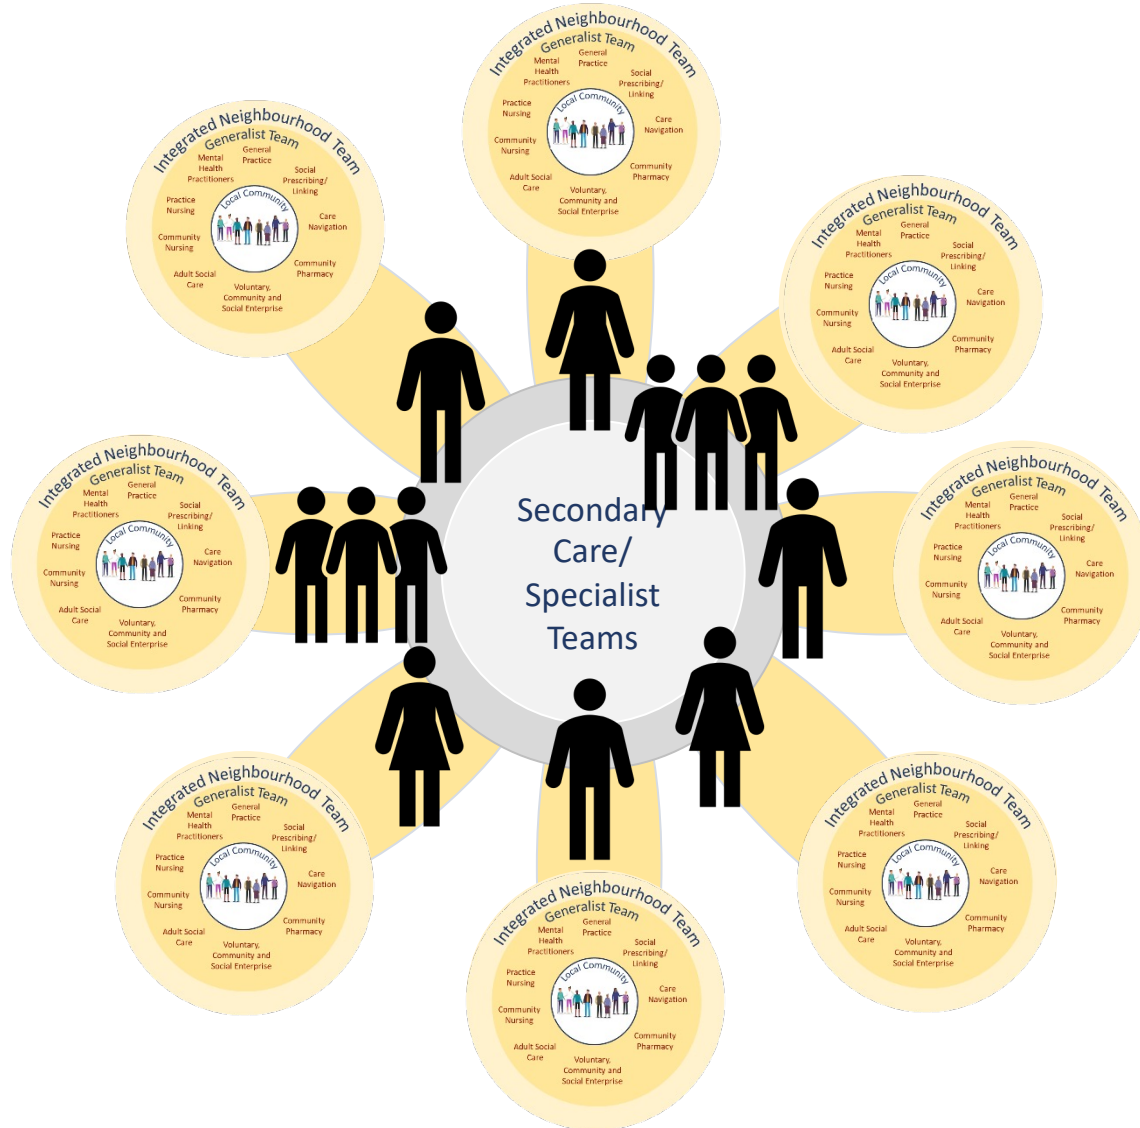 Integrated Neighbourhood Team
Generalist Team
General
Practice
Mental
Health
Practitioners
Social
Prescribing/
Linking
Practice
Nursing
Local Community
Care
Navigation
Community
Nursing
Community
Pharmacy
Adult Social
Care
Voluntary,
Community and
Social Enterprise
Integrated Neighbourhood Team
Generalist Team
General
Practice
Mental
Health
Practitioners
Social
Prescribing/
Linking
Practice
Nursing
Local Community
Care
Navigation
Community
Nursing
Community
Pharmacy
Adult Social
Care
Voluntary,
Community and
Social Enterprise
Integrated Neighbourhood Team
Generalist Team
General
Practice
Mental
Health
Practitioners
Social
Prescribing/
Linking
Practice
Nursing
Local Community
Care
Navigation
Community
Nursing
Community
Pharmacy
Adult Social
Care
Voluntary,
Community and
Social Enterprise
Integrated Neighbourhood Team
Generalist Team
General
Practice
Mental
Health
Practitioners
Social
Prescribing/
Linking
Practice
Nursing
Local Community
Care
Navigation
Community
Nursing
Community
Pharmacy
Adult Social
Care
Voluntary,
Community and
Social Enterprise
Secondary
Care/
Specialist
Teams
Integrated Neighbourhood Team
Generalist Team
General
Practice
Mental
Health
Practitioners
Social
Prescribing/
Linking
Practice
Nursing
Local Community
Care
Navigation
Community
Nursing
Community
Pharmacy
Adult Social
Care
Voluntary,
Community and
Social Enterprise
Integrated Neighbourhood Team
Generalist Team
General
Practice
Mental
Health
Practitioners
Social
Prescribing/
Linking
Practice
Nursing
Local Community
Care
Navigation
Community
Nursing
Community
Pharmacy
Adult Social
Care
Voluntary,
Community and
Social Enterprise
Integrated Neighbourhood Team
Generalist Team
General
Practice
Mental
Health
Practitioners
Social
Prescribing/
Linking
Practice
Nursing
Local Community
Care
Navigation
Community
Nursing
Community
Pharmacy
Adult Social
Care
Voluntary,
Community and
Social Enterprise
Integrated Neighbourhood Team
Generalist Team
General
Practice
Mental
Health
Practitioners
Social
Prescribing/
Linking
Practice
Nursing
Local Community
Care
Navigation
Community
Nursing
Community
Pharmacy
Adult Social
Care
Voluntary,
Community and
Social Enterprise